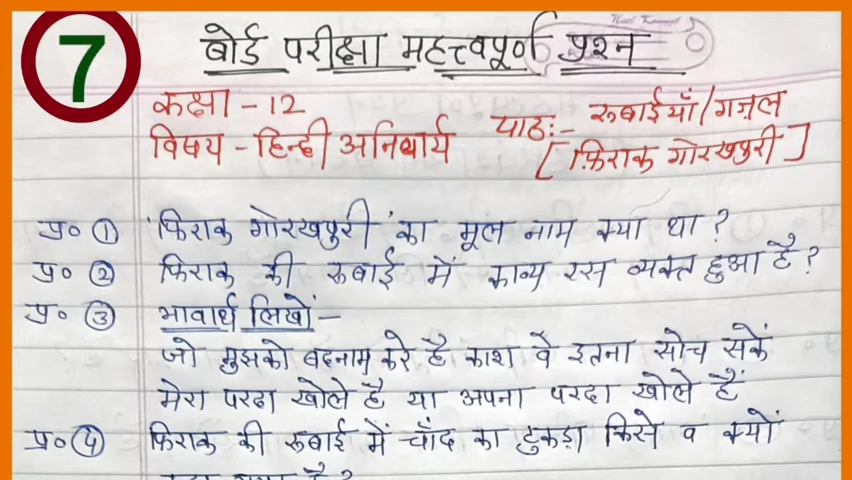 7
बोर्ड परीक्षा महत्त्वपूर्ण प्रश्न
कक्षा - 12
पाठः- रुबाईयाँ/गज़ल
विषय - हिन्दी अनिवार्य
[फ़िराक गोरखपुरी]
प्र० ① 'फिराक गोरखपुरी' का मूल नाम क्या था?
प्र० ② फिराक की रुबाई में काव्य रस व्यक्त हुआ है?
प्र० ③ भावार्थ लिखों-
जो मुझको बदनाम करे है काश वे इतना सोच सकें
मेरा परदा खोले है या अपना परदा खोले हैं
प्र० ④ फिराक की रुबाई में चाँद का टुकड़ा किसे व क्यों